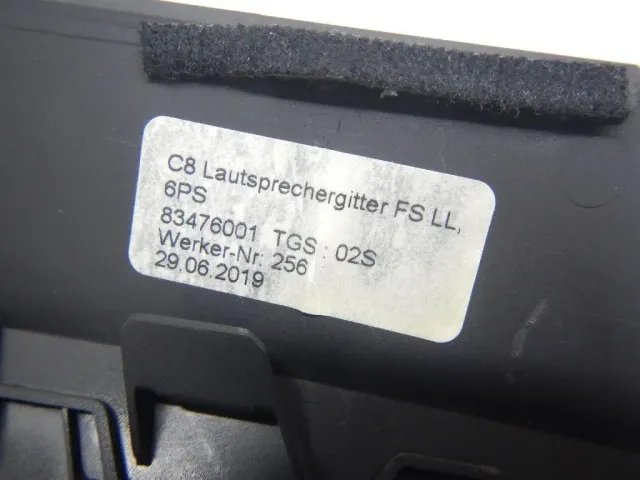 C8 Lautsprechergitter FS LL,
6PS
83476001 TGS : 02S
Werker-Nr: 256
29.06.2019